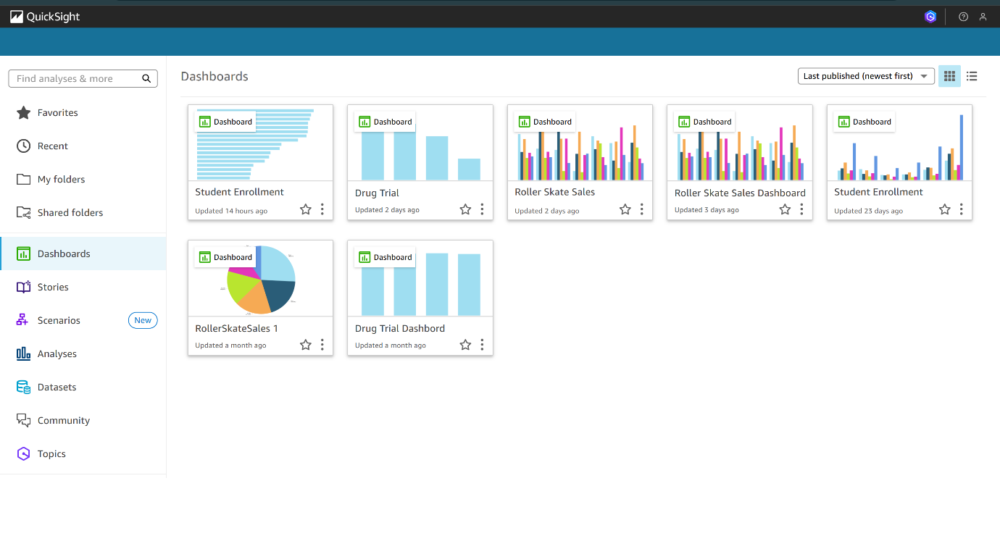 QuickSight
Find analyses & more
Favorites
Recent
My folders
Shared folders
Dashboards
Stories
Scenarios New
Analyses
Datasets
Community
Topics
Dashboards
Last published (newest first)
Dashboard
Student Enrollment
Updated 14 hours ago
Dashboard
Drug Trial
Updated 2 days ago
Dashboard
Roller Skate Sales
Updated 2 days ago
Dashboard
Roller Skate Sales Dashboard
Updated 3 days ago
Dashboard
Student Enrollment
Updated 23 days ago
Dashboard
RollerSkateSales 1
Updated a month ago
Dashboard
Drug Trial Dashbord
Updated a month ago